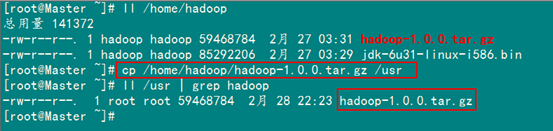 [root@Master ~]# ll /home/hadoop
总用量 141372
-rw-r--r--. 1 hadoop hadoop 59468784  2月 27 03:31 hadoop-1.0.0.tar.gz
-rw-r--r--. 1 hadoop hadoop 85292206  2月 27 03:29 jdk-6u31-linux-i586.bin
[root@Master ~]# cp /home/hadoop/hadoop-1.0.0.tar.gz /usr
[root@Master ~]# ll /usr | grep hadoop
-rw-r--r--. 1 root root 59468784  2月 28 22:23 hadoop-1.0.0.tar.gz
[root@Master ~]#